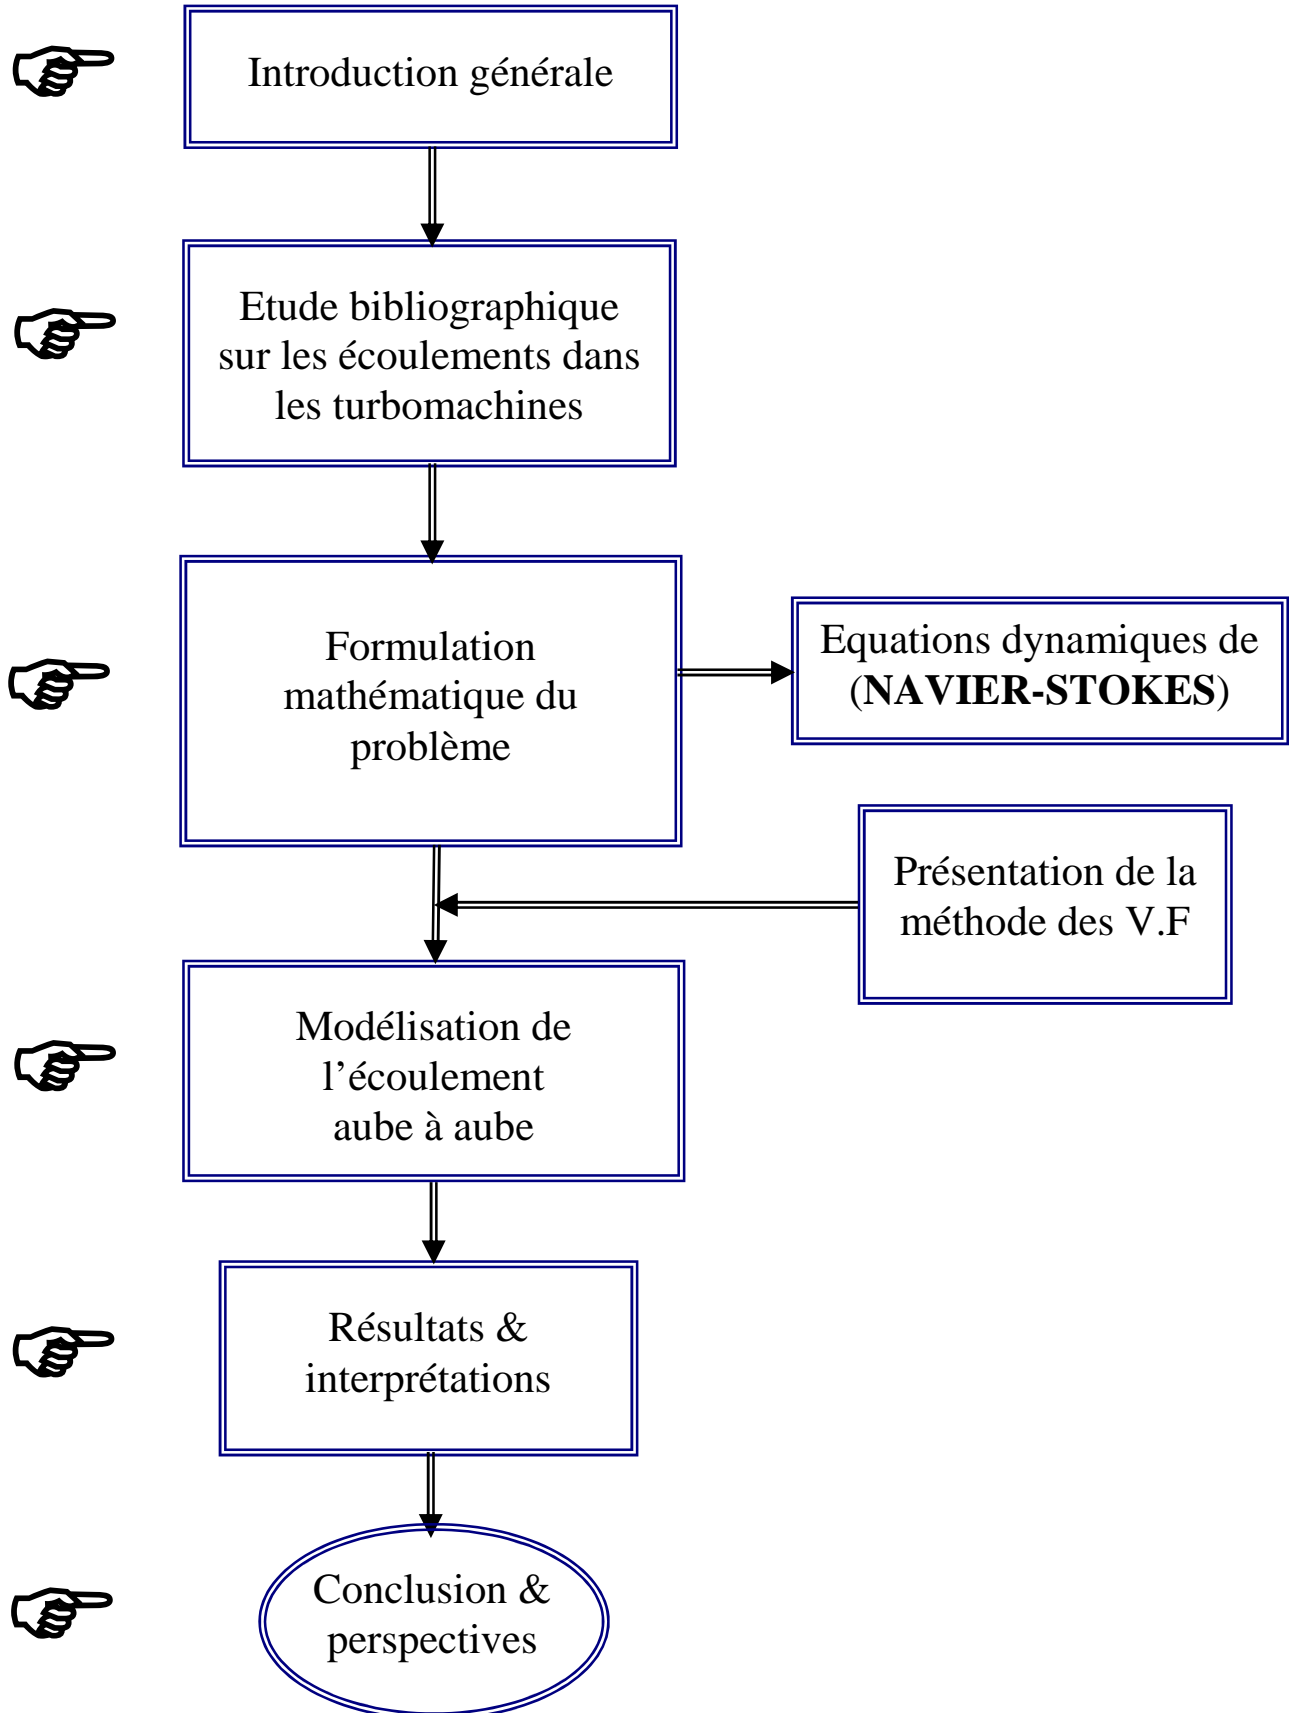 Introduction générale
Etude bibliographique
sur les écoulements dans
les turbomachines
Formulation
mathématique du
problème
Equations dynamiques de
(NAVIER-STOKES)
Présentation de la
méthode des V.F
Modélisation de
l’écoulement
aube à aube
Résultats &
interprétations
Conclusion &
perspectives